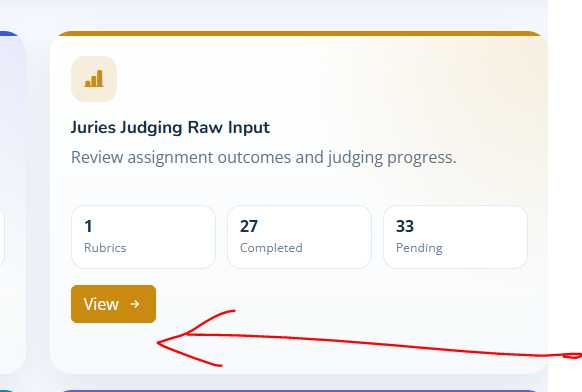 Juries Judging Raw Input
Review assignment outcomes and judging progress.
1
Rubrics
27
Completed
33
Pending
View →